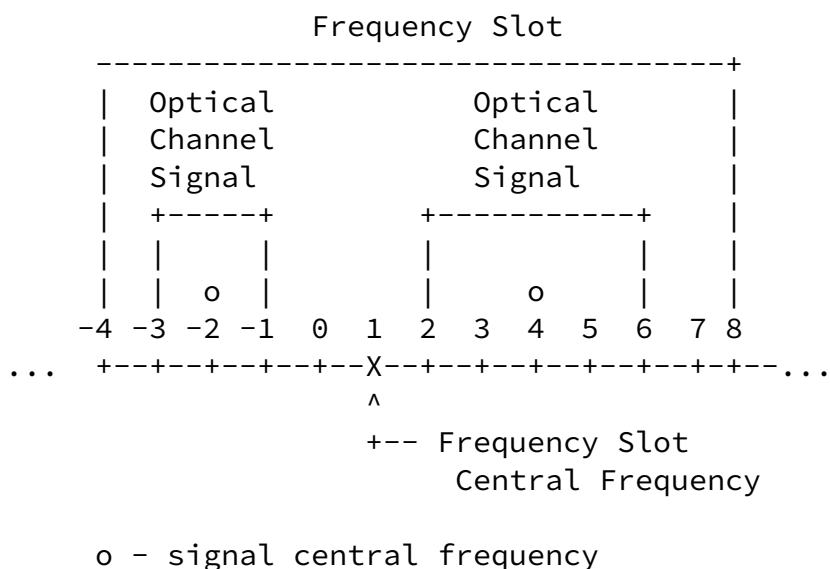 Frequency Slot
     -----------------------------------+
     |  Optical           Optical       |
     |  Channel           Channel       |
     |  Signal            Signal        |
     |  +-----+        +-----------+    |
     |  |     |        |           |    |
     |  |  o  |        |     o     |    |
    -4 -3 -2 -1  0  1  2  3  4  5  6  7 8
...  +--+--+--+--+--X--+--+--+--+--+--+-+--...
                    ^
                    +-- Frequency Slot
                         Central Frequency

     o - signal central frequency